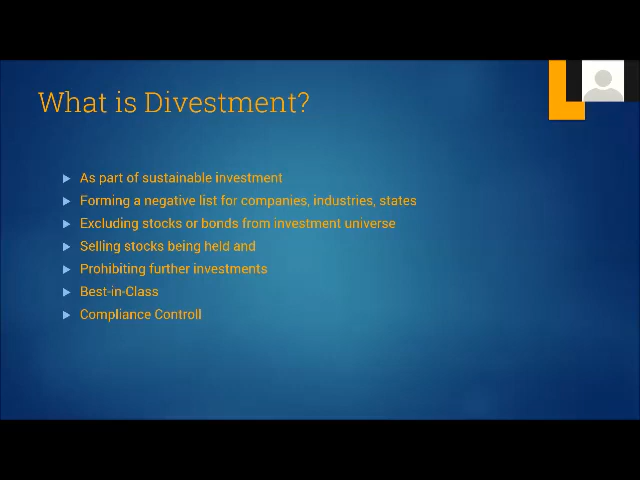 What is Divestment?
As part of sustainable investment
Forming a negative list for companies, industries, states
Excluding stocks or bonds from investment universe
Selling stocks being held and
Prohibiting further investments
Best-in-Class
Compliance Controll